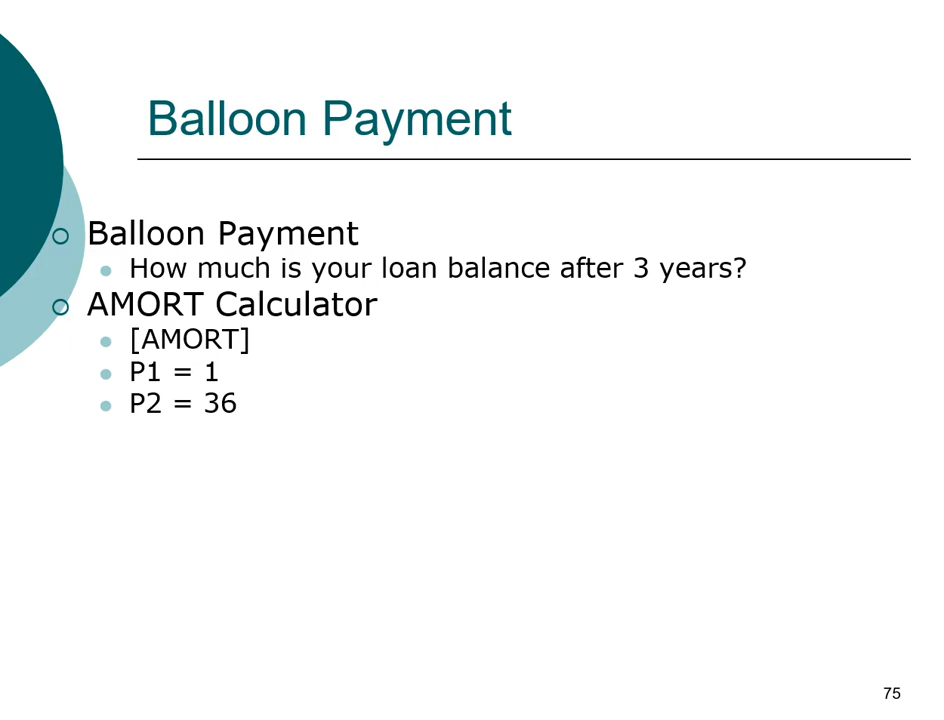 Balloon Payment
Balloon Payment
How much is your loan balance after 3 years?
AMORT Calculator
[AMORT]
P1 = 1
P2 = 36
75